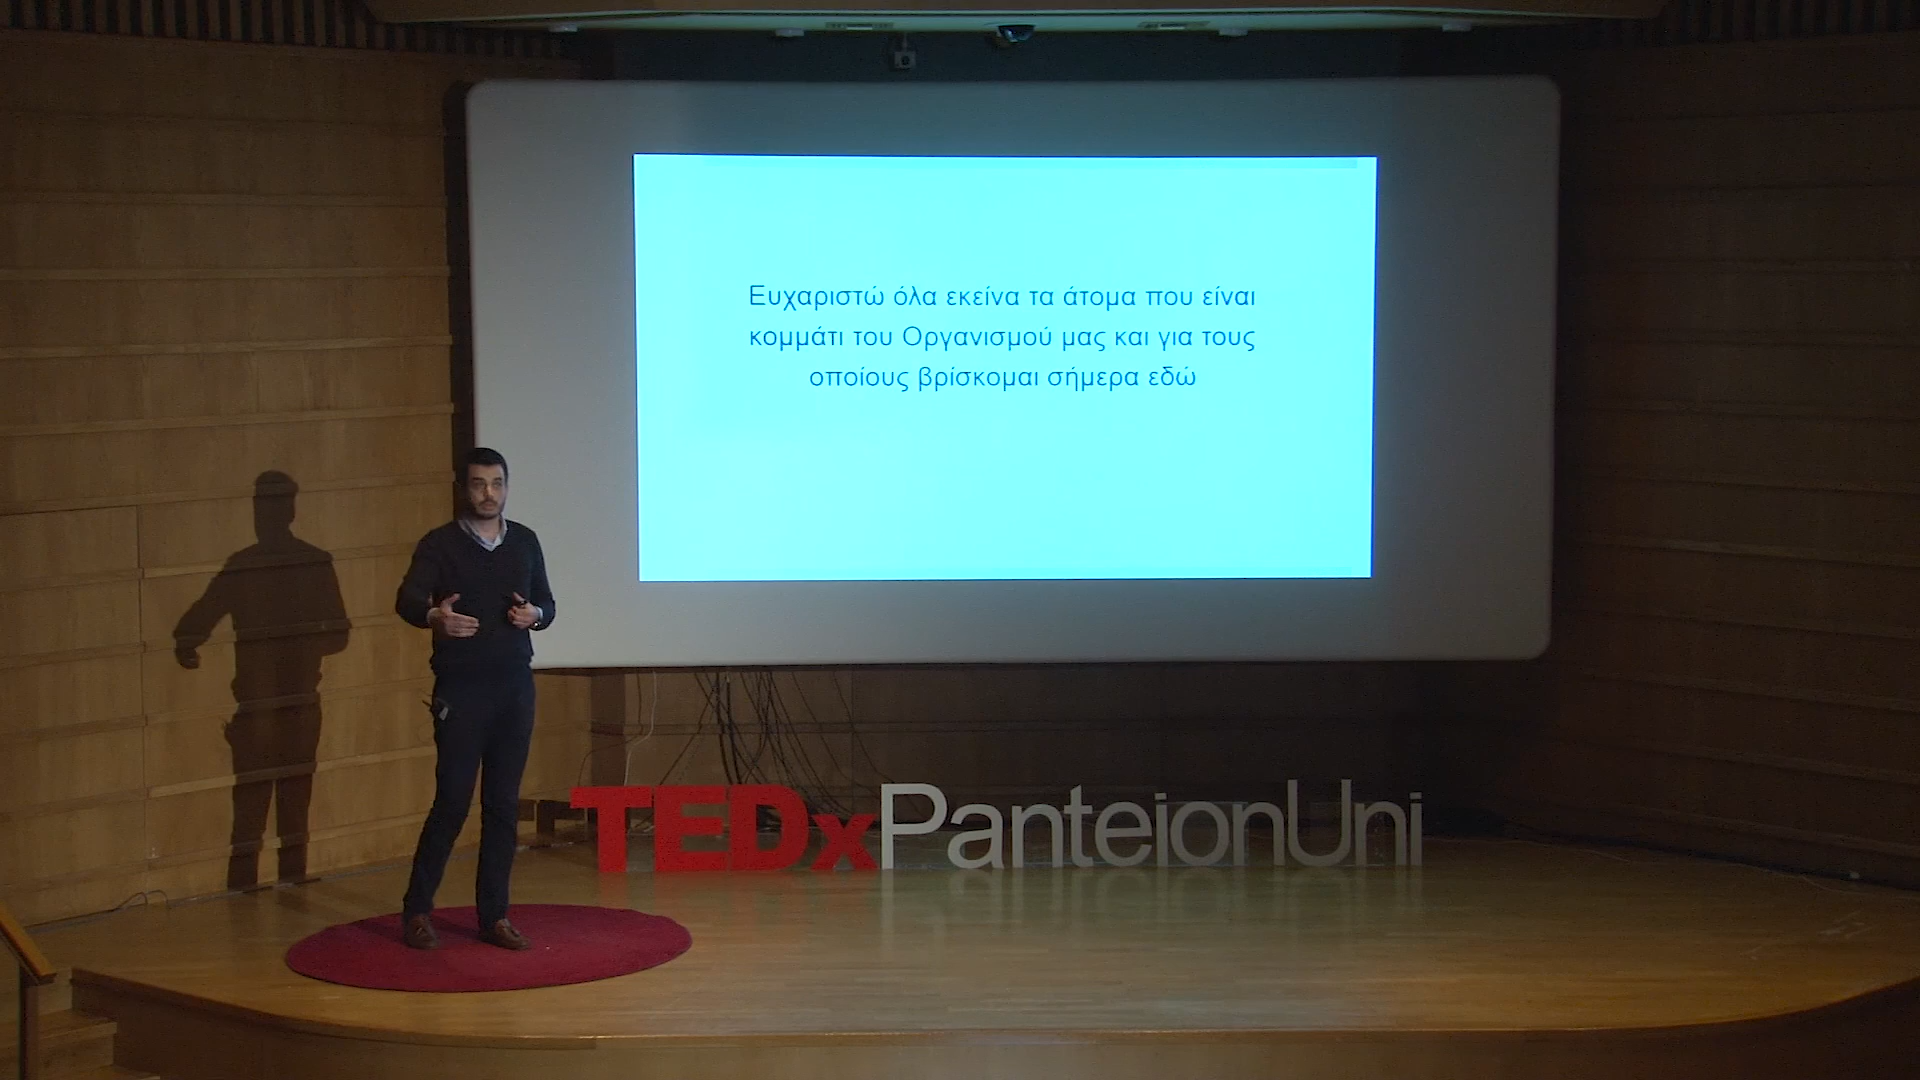 Ευχαριστώ όλα εκείνα τα άτομα που είναι
κομμάτι του Οργανισμού μας και για τους
οποίους βρίσκομαι σήμερα εδώ
TEDxPanteionUni